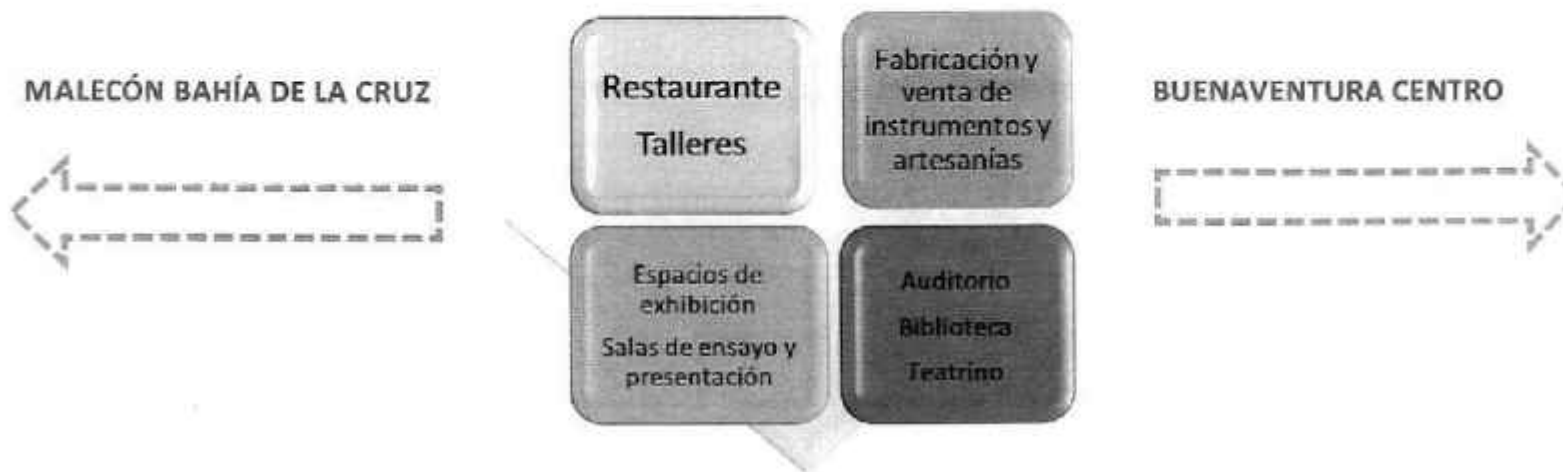 MALECÓN BAHÍA DE LA CRUZ
Restaurante
Talleres
Fabricación y
venta de
instrumentos y
artesanías
BUENAVENTURA CENTRO
Espacios de
exhibición
Salas de ensayo y
presentación
Auditorio
Biblioteca
Teatrino